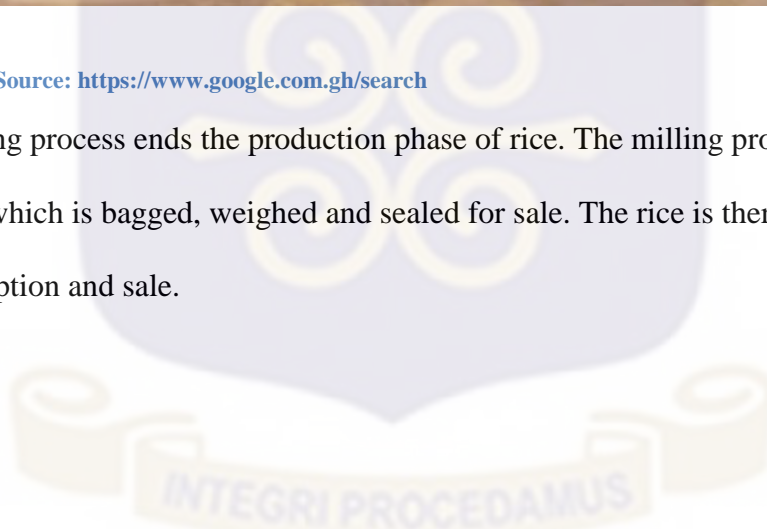 Source: https://www.google.com.gh/search
ng process ends the production phase of rice. The milling pro
which is bagged, weighed and sealed for sale. The rice is ther
ption and sale.
INTEGRI PROCEDAMUS